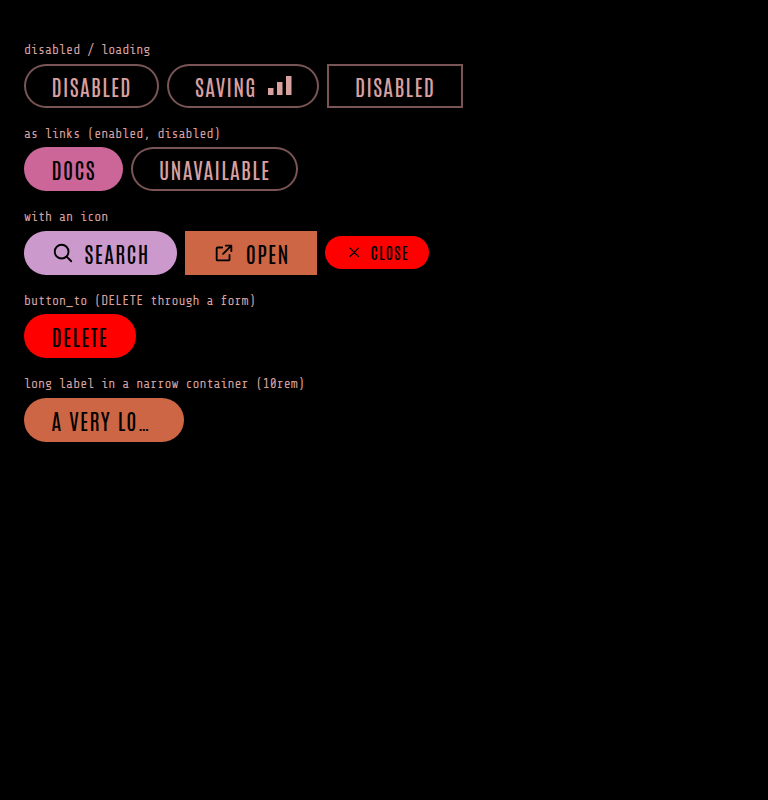 disabled / loading
DISABLED SAVING DISABLED
as links (enabled, disabled)
DOCS UNAVAILABLE
with an icon
SEARCH OPEN CLOSE
button_to (DELETE through a form)
DELETE
long label in a narrow container (10rem)
A VERY LO…